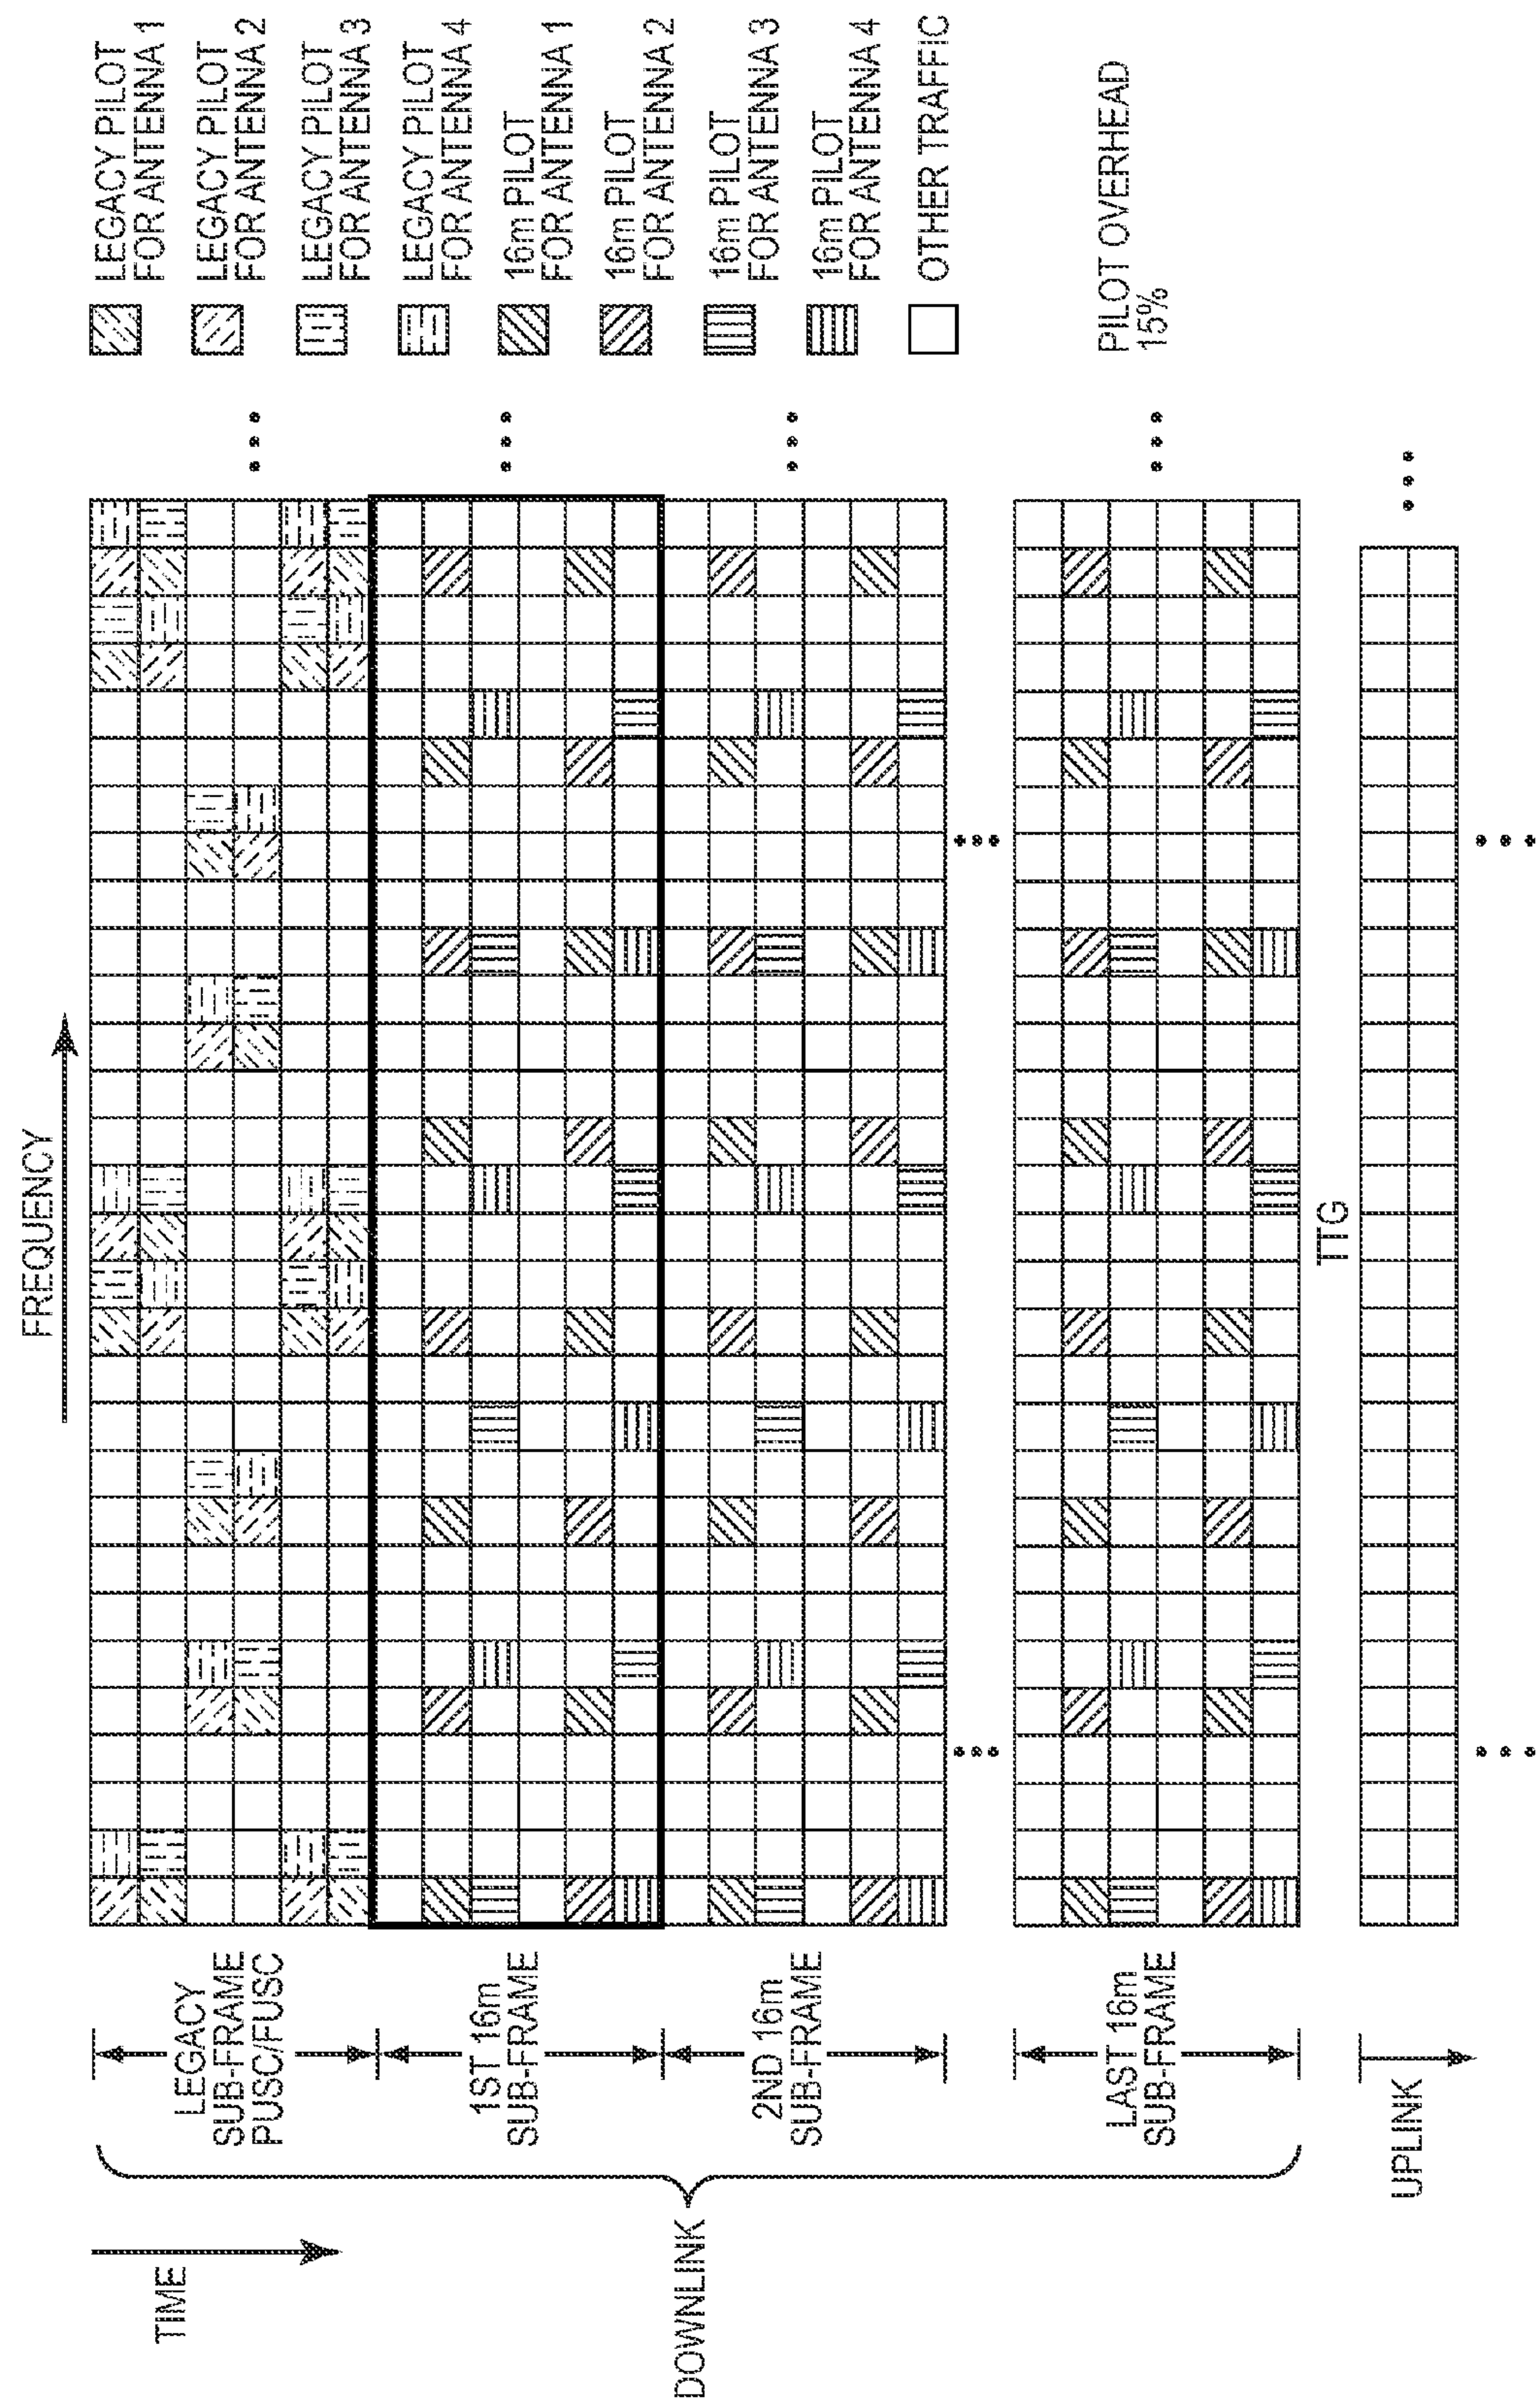 FREQUENCY
TIME
DOWNLINK
LEGACY
SUB-FRAME
PUSC/FUSC
1ST 16m
SUB-FRAME
2ND 16m
SUB-FRAME
LAST 16m
SUB-FRAME
TTG
UPLINK
LEGACY PILOT
FOR ANTENNA 1
LEGACY PILOT
FOR ANTENNA 2
LEGACY PILOT
FOR ANTENNA 3
LEGACY PILOT
FOR ANTENNA 4
16m PILOT
FOR ANTENNA 1
16m PILOT
FOR ANTENNA 2
16m PILOT
FOR ANTENNA 3
16m PILOT
FOR ANTENNA 4
OTHER TRAFFIC
PILOT OVERHEAD
15%